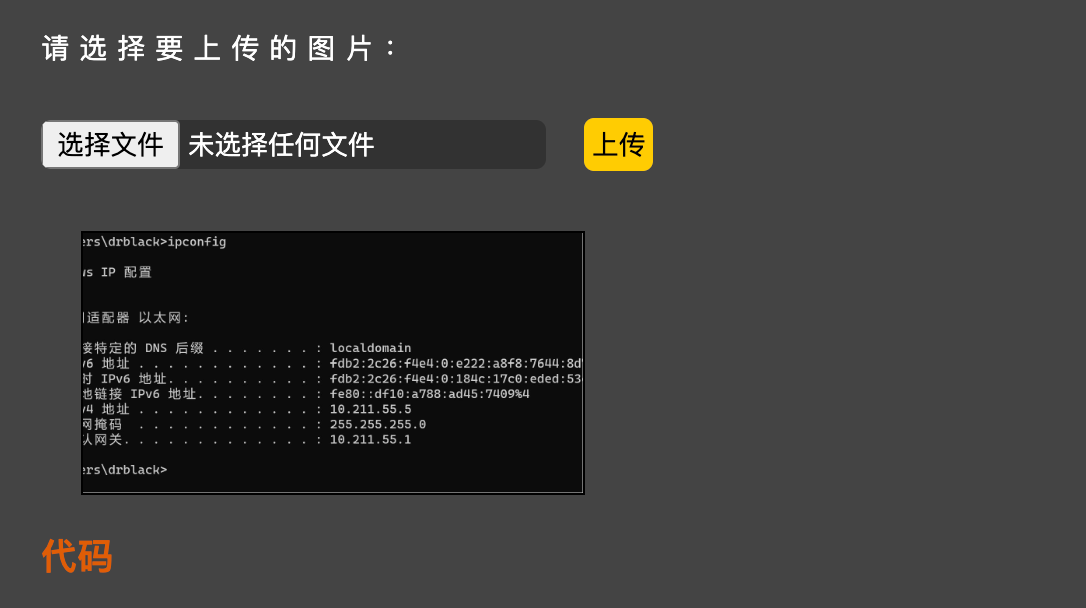 请选择要上传的图片：
选择文件 未选择任何文件 上传
ers\drblack>ipconfig
ws IP 配置
适配器 以太网:
接特定的 DNS 后缀 . . . . . . . : localdomain
v6 地址 . . . . . . . . . . . . : fdb2:2c26:f4e4:0:e222:a8f8:7644:8d
时 IPv6 地址. . . . . . . . . . : fdb2:2c26:f4e4:0:184c:17c0:eded:53
地链接 IPv6 地址. . . . . . . . : fe80::df10:a788:ad45:7409%4
v4 地址 . . . . . . . . . . . . : 10.211.55.5
网掩码  . . . . . . . . . . . . : 255.255.255.0
认网关. . . . . . . . . . . . . : 10.211.55.1
ers\drblack>
代码